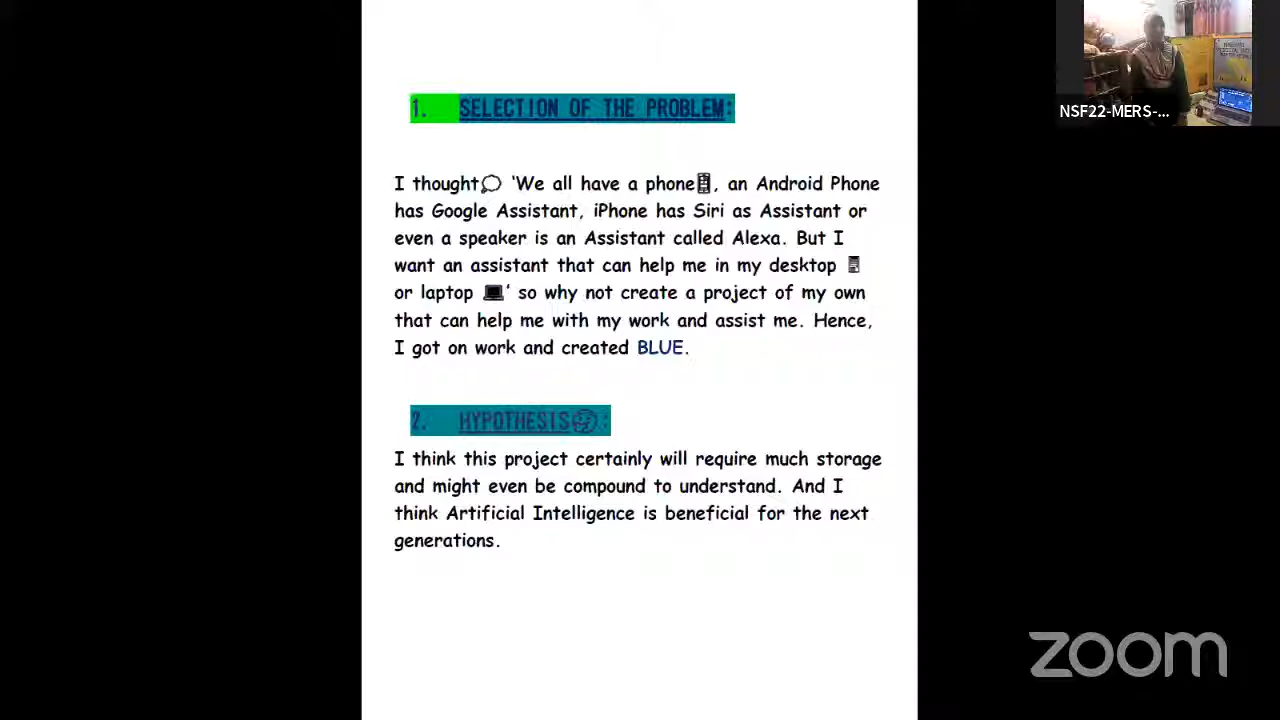 1. SELECTION OF THE PROBLEM:
I thought 'We all have a phone, an Android Phone
has Google Assistant, iPhone has Siri as Assistant or
even a speaker is an Assistant called Alexa. But I
want an assistant that can help me in my desktop
or laptop ' so why not create a project of my own
that can help me with my work and assist me. Hence,
I got on work and created BLUE.
2. HYPOTHESIS:
I think this project certainly will require much storage
and might even be compound to understand. And I
think Artificial Intelligence is beneficial for the next
generations.
NSF22-MERS-...
zoom